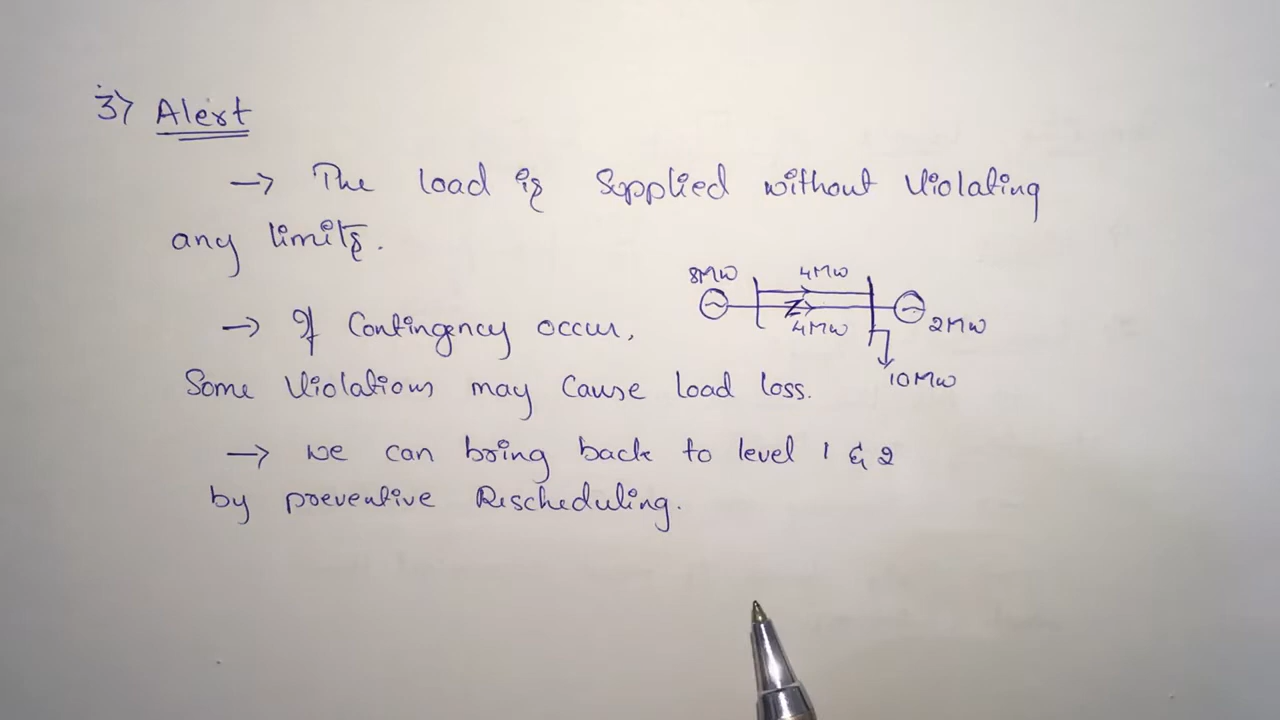 3) Alert
→ The load is Supplied without Violating
any limits.
8MW 4MW
4MW 2MW
10MW
→ If Contingency occur,
Some Violations may Cause Load loss.
→ we can bring back to level 1 & 2
by preventive Rescheduling.